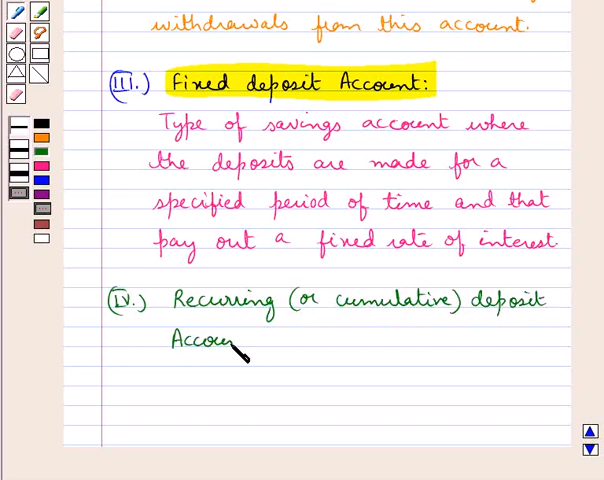 withdrawals from this account.
III.) Fixed deposit Account:
Type of savings account where
the deposits are made for a
specified period of time and that
pay out a fixed rate of interest.
IV.) Recurring (or cumulative) deposit
Accou